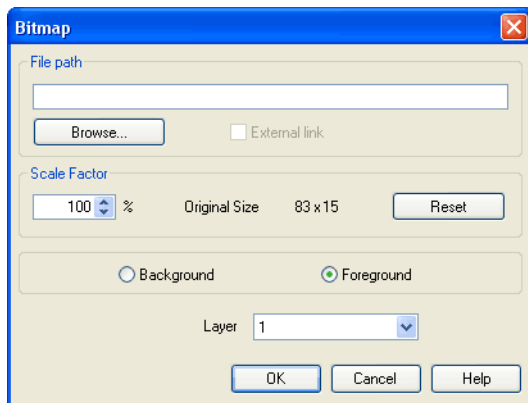 Bitmap
File path
Browse... External link
Scale Factor
100 % Original Size 83 x 15 Reset
Background Foreground
Layer 1
OK Cancel Help